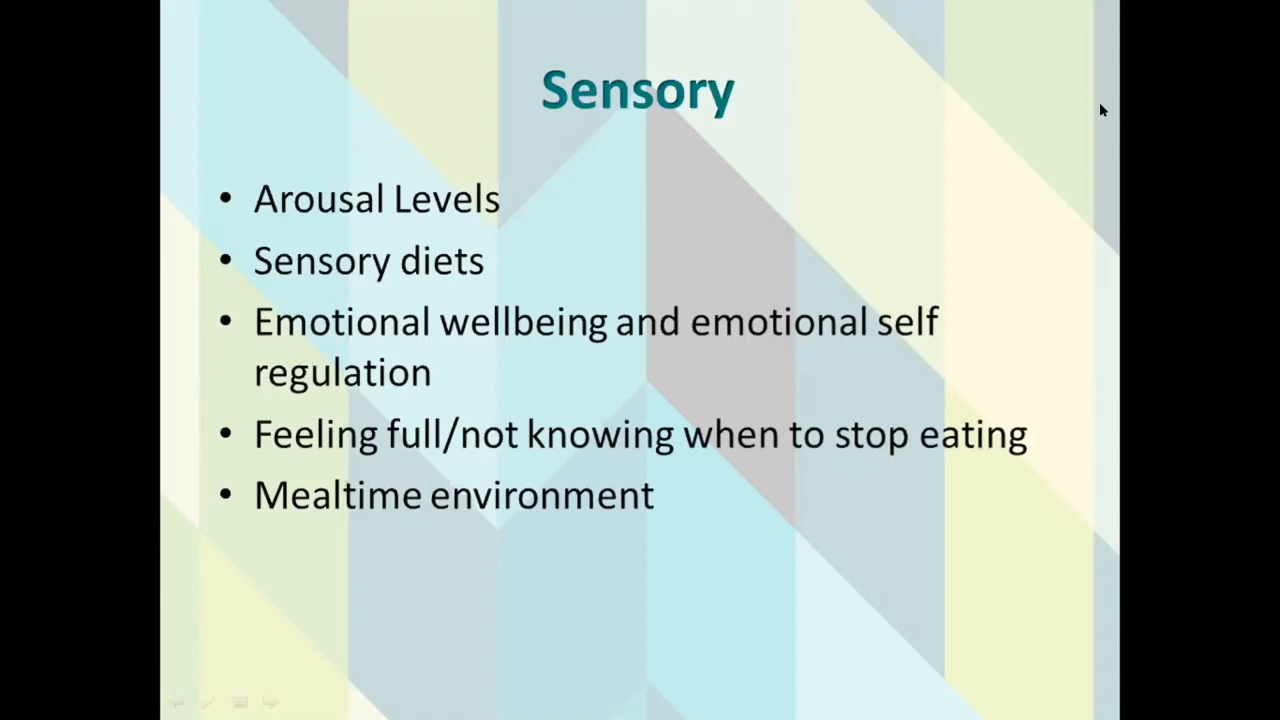 Sensory
• Arousal Levels
• Sensory diets
• Emotional wellbeing and emotional self
regulation
• Feeling full/not knowing when to stop eating
• Mealtime environment